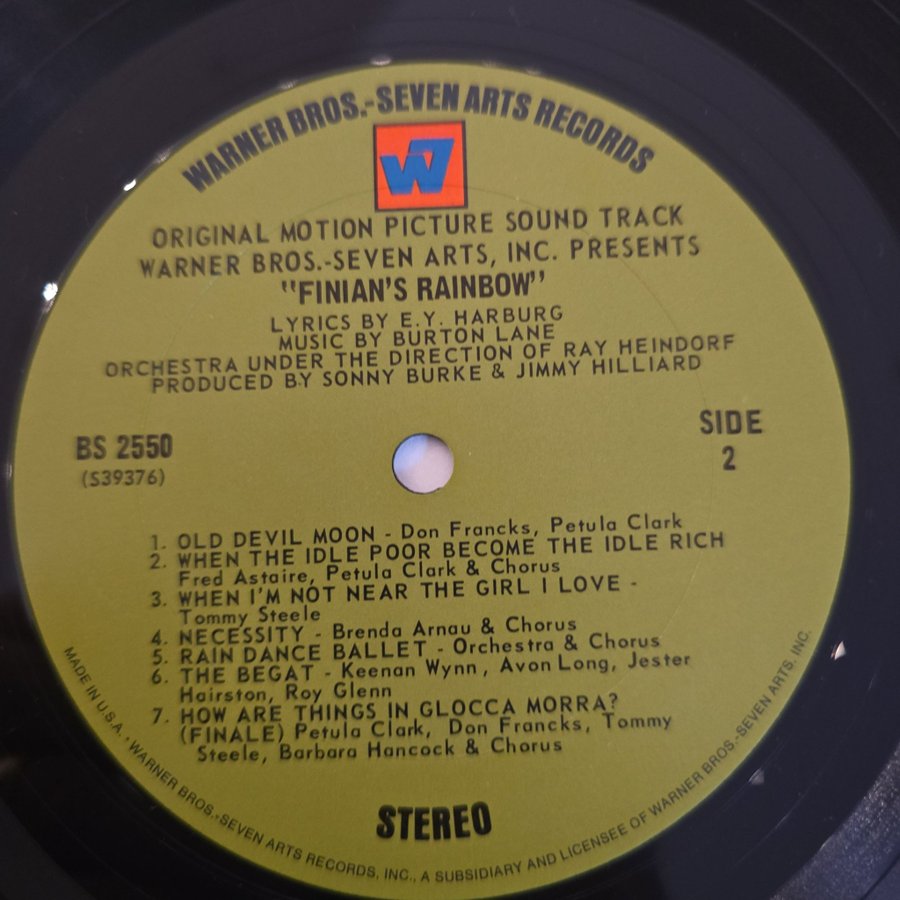 WARNER BROS.-SEVEN ARTS RECORDS
W7
ORIGINAL MOTION PICTURE SOUND TRACK
WARNER BROS.-SEVEN ARTS, INC. PRESENTS
"FINIAN'S RAINBOW"
LYRICS BY E.Y. HARBURG
MUSIC BY BURTON LANE
ORCHESTRA UNDER THE DIRECTION OF RAY HEINDORF
PRODUCED BY SONNY BURKE & JIMMY HILLIARD
BS 2550
(S39376)
SIDE
2
1. OLD DEVIL MOON - Don Francks, Petula Clark
2. WHEN THE IDLE POOR BECOME THE IDLE RICH
Fred Astaire, Petula Clark & Chorus
3. WHEN I'M NOT NEAR THE GIRL I LOVE -
Tommy Steele
4. NECESSITY - Brenda Arnau & Chorus
5. RAIN DANCE BALLET - Orchestra & Chorus
6. THE BEGAT - Keenan Wynn, Avon Long, Jester
Hairston, Roy Glenn
7. HOW ARE THINGS IN GLOCCA MORRA?
(FINALE) Petula Clark, Don Francks, Tommy
Steele, Barbara Hancock & Chorus
STEREO
MADE IN U.S.A. • WARNER BROS.-SEVEN ARTS RECORDS, INC., A SUBSIDIARY AND LICENSEE OF WARNER BROS.-SEVEN ARTS, INC.